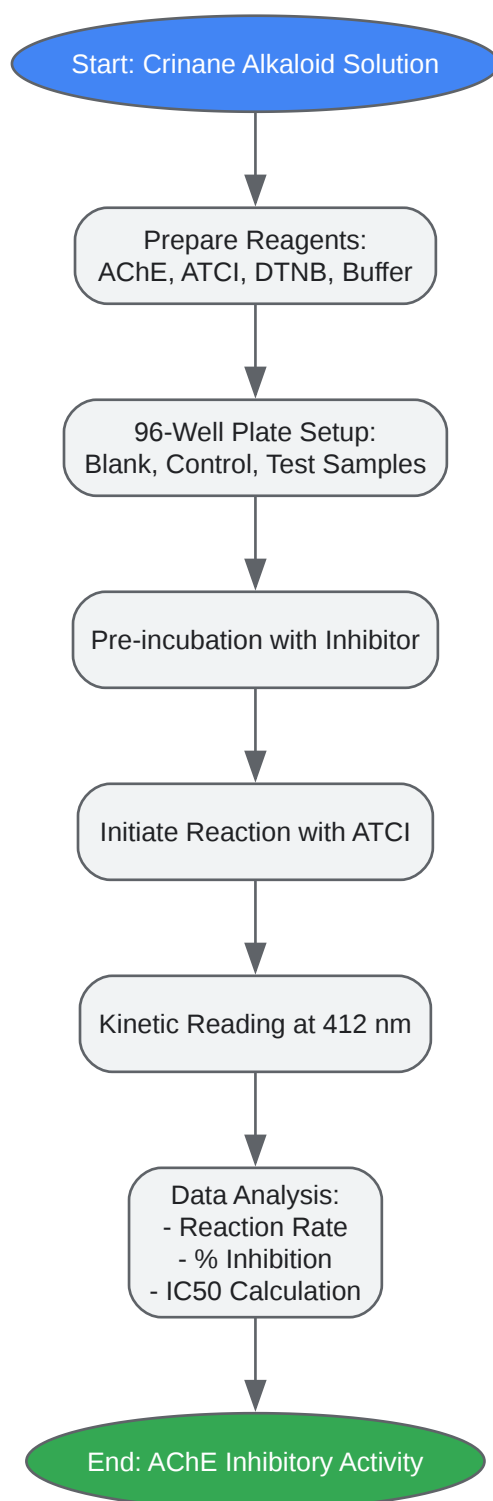 Start: Crinane Alkaloid Solution
Prepare Reagents:
AChE, ATCI, DTNB, Buffer
96-Well Plate Setup:
Blank, Control, Test Samples
Pre-incubation with Inhibitor
Initiate Reaction with ATCI
Kinetic Reading at 412 nm
Data Analysis:
- Reaction Rate
- % Inhibition
- IC50 Calculation
End: AChE Inhibitory Activity